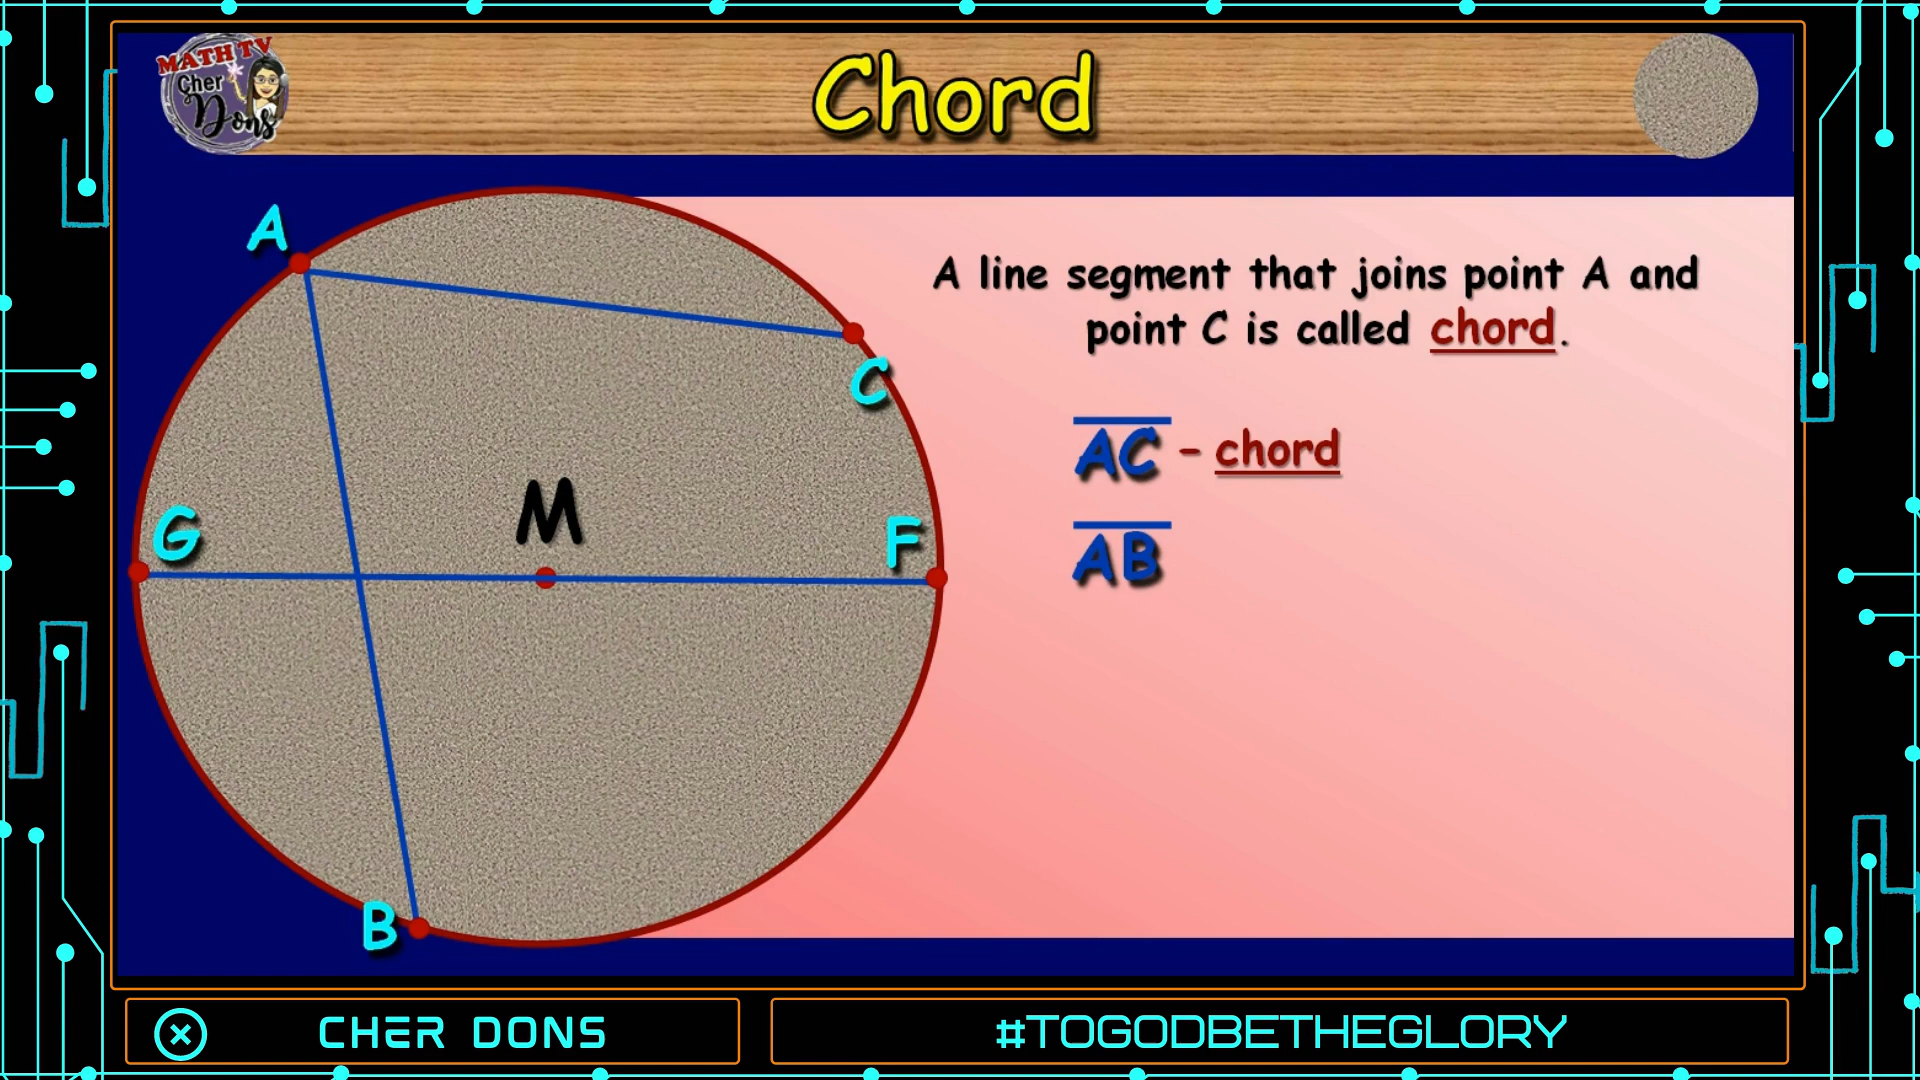 MATH TV
Cher
Dons
Chord
A
C
G
M
F
B
A line segment that joins point A and
point C is called chord.
AC - chord
AB
CHER DONS
#TOGODBETHEGLORY